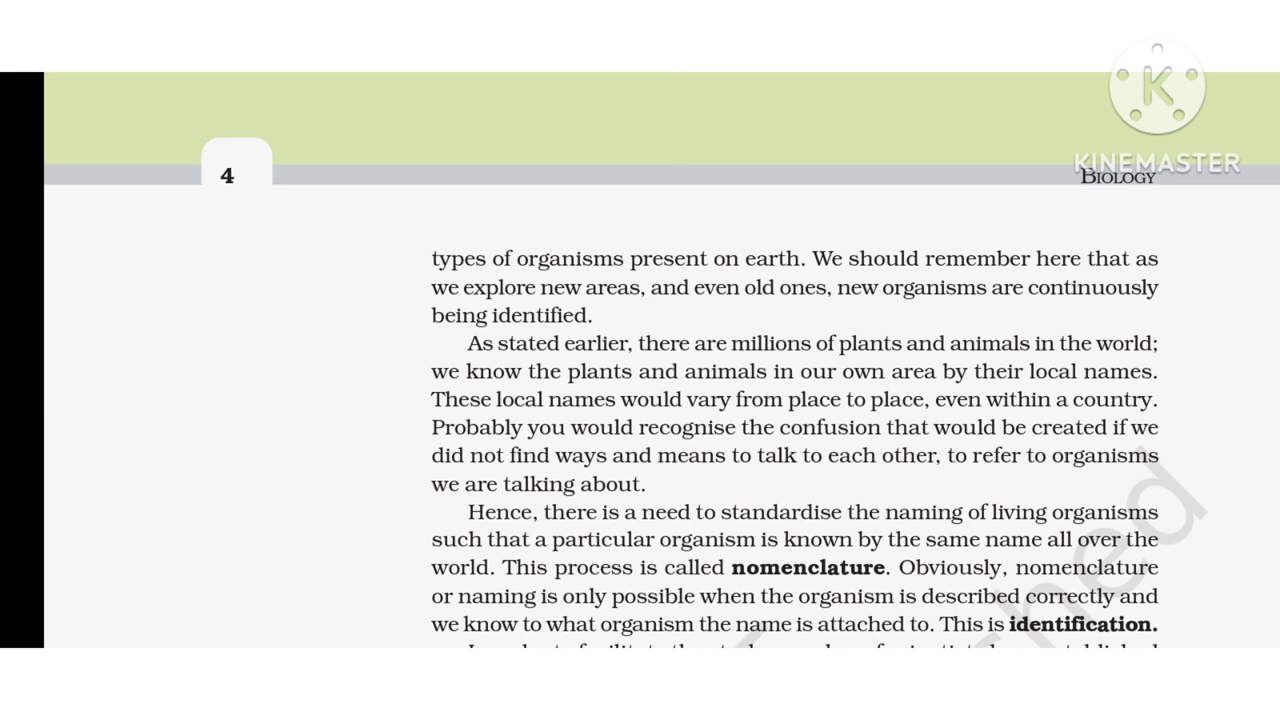 KINEMASTER
4
BIOLOGY
types of organisms present on earth. We should remember here that as
we explore new areas, and even old ones, new organisms are continuously
being identified.
As stated earlier, there are millions of plants and animals in the world;
we know the plants and animals in our own area by their local names.
These local names would vary from place to place, even within a country.
Probably you would recognise the confusion that would be created if we
did not find ways and means to talk to each other, to refer to organisms
we are talking about.
Hence, there is a need to standardise the naming of living organisms
such that a particular organism is known by the same name all over the
world. This process is called nomenclature. Obviously, nomenclature
or naming is only possible when the organism is described correctly and
we know to what organism the name is attached to. This is identification.